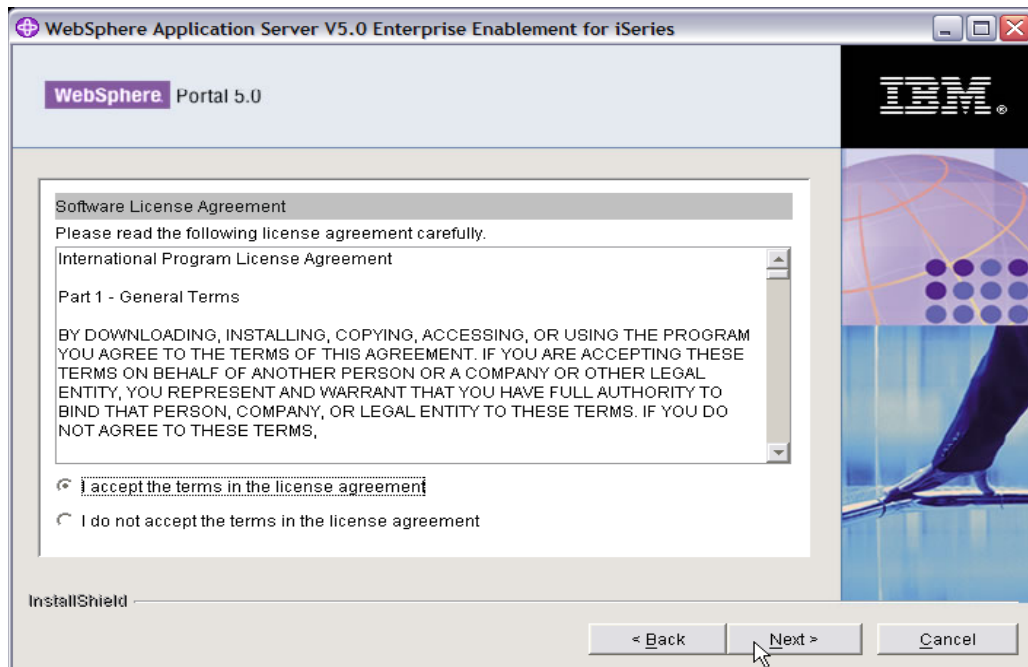 WebSphere Application Server V5.0 Enterprise Enablement for iSeries
WebSphere. Portal 5.0
IBM®
Software License Agreement
Please read the following license agreement carefully.
International Program License Agreement
Part 1 - General Terms
BY DOWNLOADING, INSTALLING, COPYING, ACCESSING, OR USING THE PROGRAM
YOU AGREE TO THE TERMS OF THIS AGREEMENT. IF YOU ARE ACCEPTING THESE
TERMS ON BEHALF OF ANOTHER PERSON OR A COMPANY OR OTHER LEGAL
ENTITY, YOU REPRESENT AND WARRANT THAT YOU HAVE FULL AUTHORITY TO
BIND THAT PERSON, COMPANY, OR LEGAL ENTITY TO THESE TERMS. IF YOU DO
NOT AGREE TO THESE TERMS,
I accept the terms in the license agreement
I do not accept the terms in the license agreement
InstallShield
< Back Next > Cancel